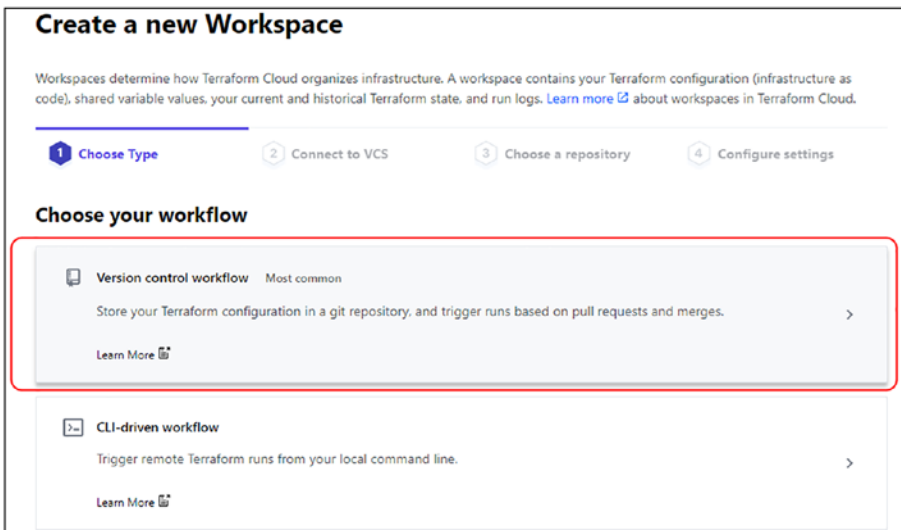 Create a new Workspace
Workspaces determine how Terraform Cloud organizes infrastructure. A workspace contains your Terraform configuration (infrastructure as
code), shared variable values, your current and historical Terraform state, and run logs. Learn more about workspaces in Terraform Cloud.
1 Choose Type 2 Connect to VCS 3 Choose a repository 4 Configure settings
Choose your workflow
Version control workflow Most common
Store your Terraform configuration in a git repository, and trigger runs based on pull requests and merges.
Learn More
CLI-driven workflow
Trigger remote Terraform runs from your local command line.
Learn More